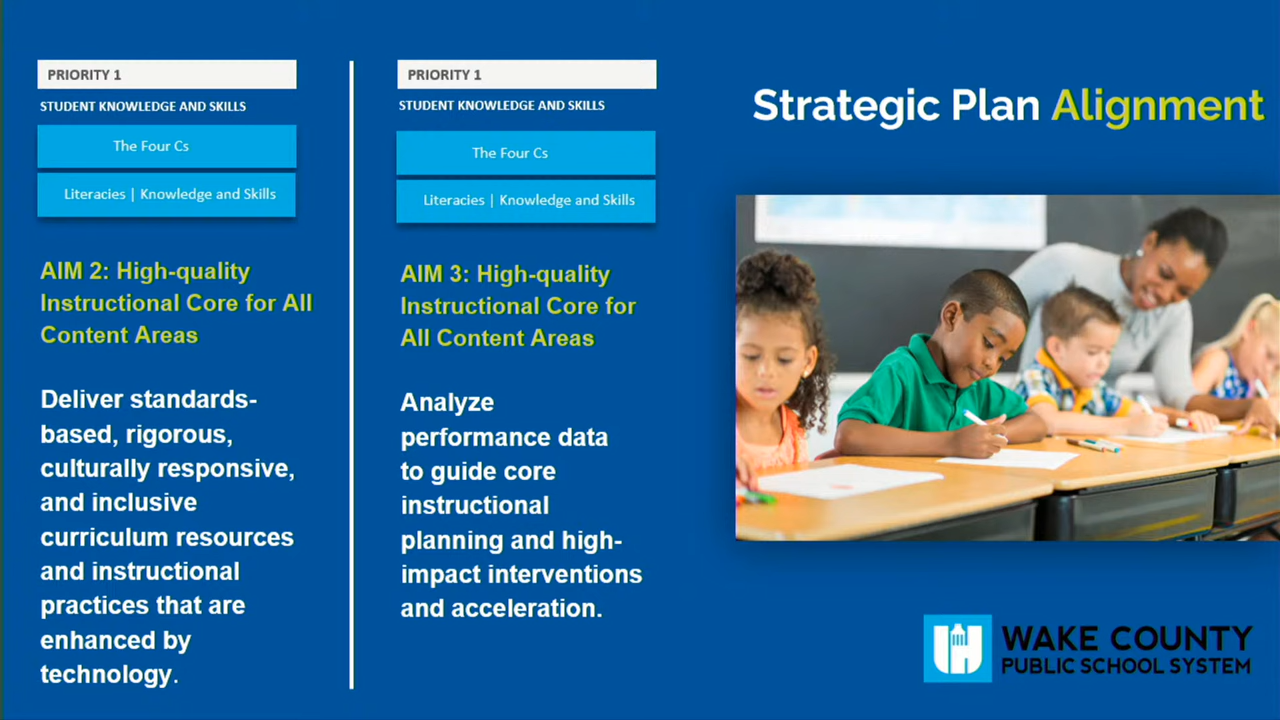 PRIORITY 1
STUDENT KNOWLEDGE AND SKILLS
The Four Cs
Literacies | Knowledge and Skills
AIM 2: High-quality
Instructional Core for All
Content Areas
Deliver standards-
based, rigorous,
culturally responsive,
and inclusive
curriculum resources
and instructional
practices that are
enhanced by
technology.
PRIORITY 1
STUDENT KNOWLEDGE AND SKILLS
The Four Cs
Literacies | Knowledge and Skills
AIM 3: High-quality
Instructional Core for
All Content Areas
Analyze
performance data
to guide core
instructional
planning and high-
impact interventions
and acceleration.
Strategic Plan Alignment
WAKE COUNTY
PUBLIC SCHOOL SYSTEM